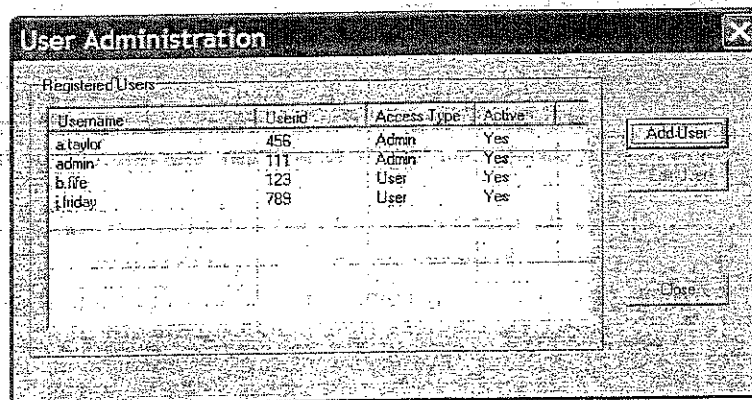 User Administration
Registered Users
Username Userid Access Type Active
a.taylor 456 Admin Yes
admin 111 Admin Yes
b.fife 123 User Yes
j.friday 789 User Yes
Add User
Edit User
Close